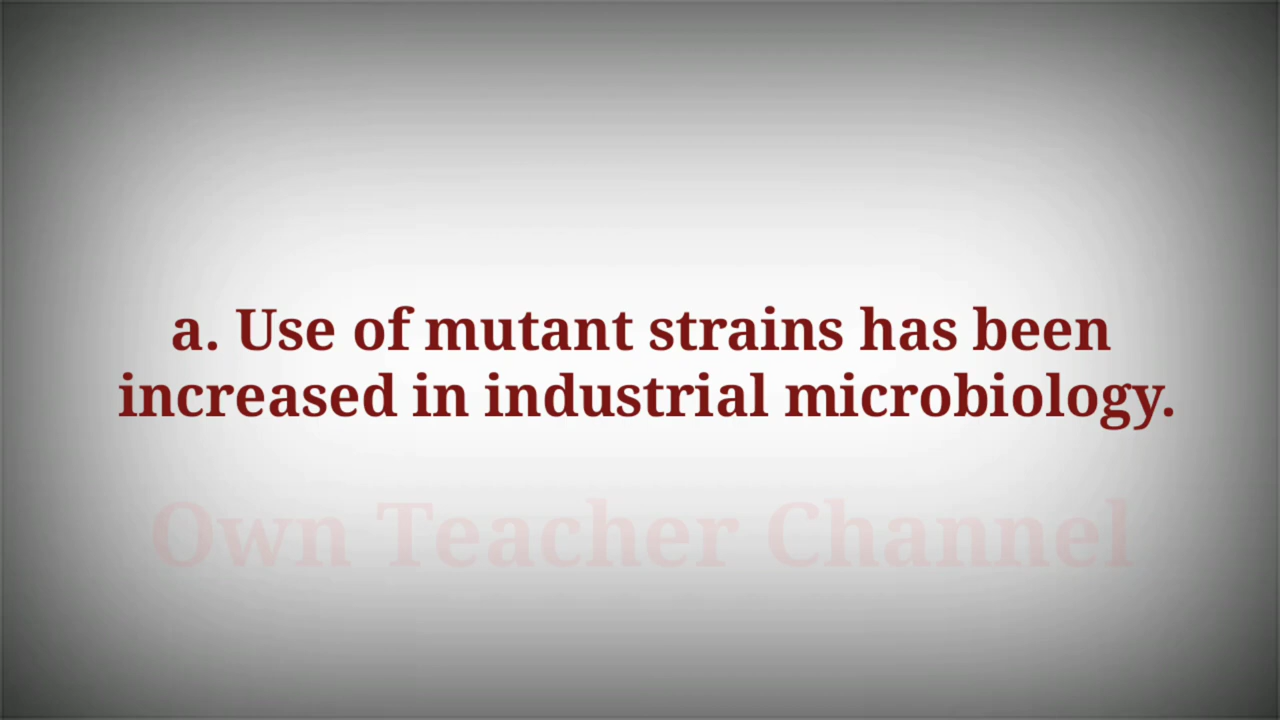 a. Use of mutant strains has been
increased in industrial microbiology.
Own Teacher Channel